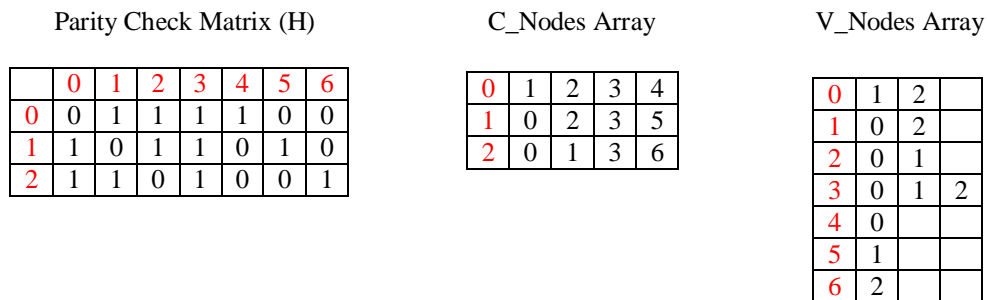 Parity Check Matrix (H)
0 1 2 3 4 5 6
0 0 1 1 1 1 0 0
1 1 0 1 1 0 1 0
2 1 1 0 1 0 0 1
C_Nodes Array
0 1 2 3 4
1 0 2 3 5
2 0 1 3 6
V_Nodes Array
0 1 2
1 0 2
2 0 1
3 0 1 2
4 0
5 1
6 2